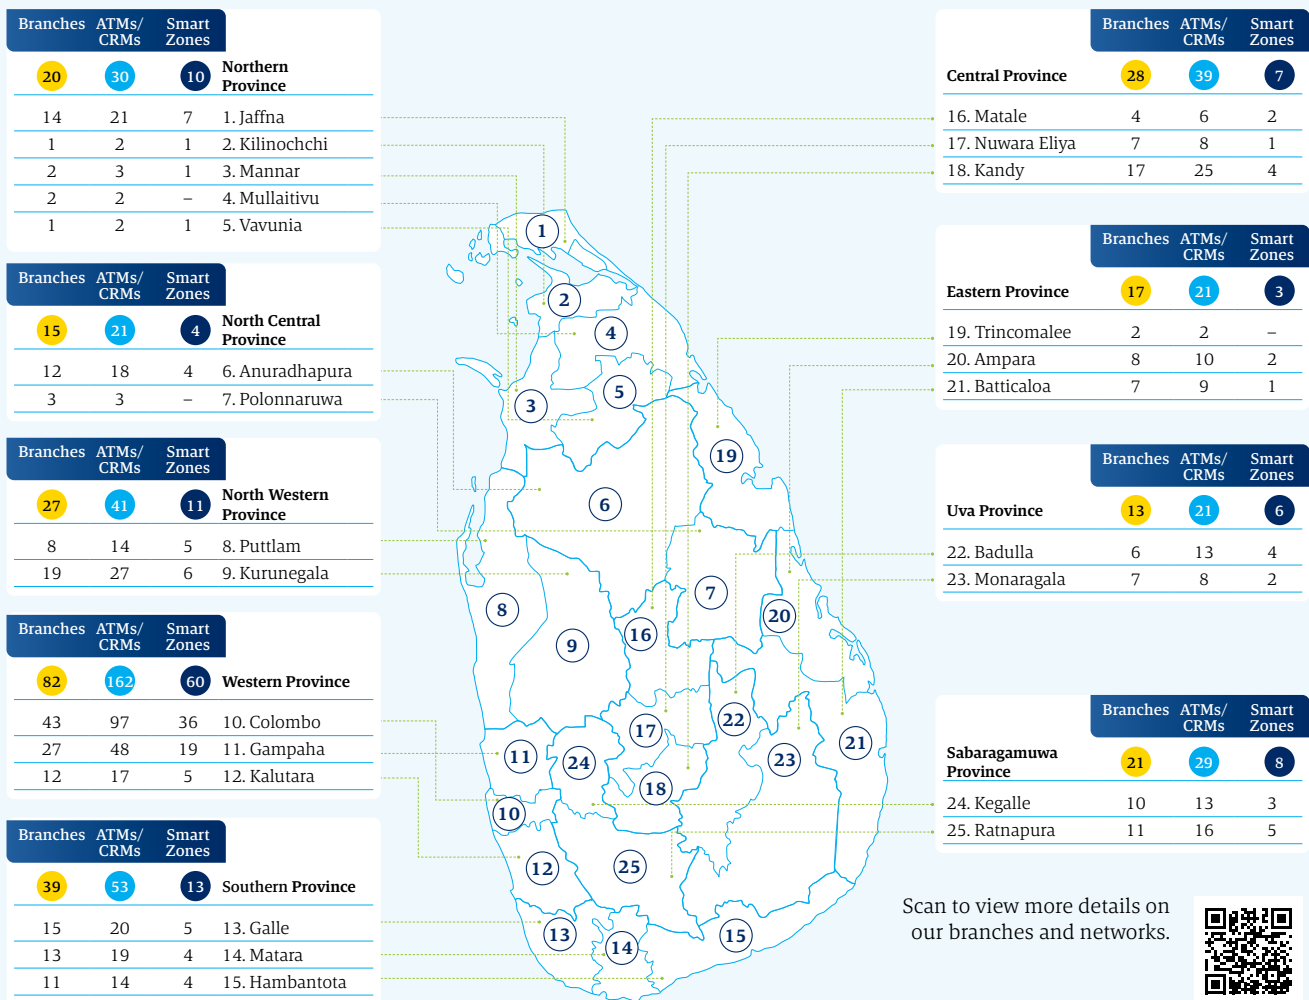 Branches ATMs/ Smart
CRMs Zones
20 30 10 Northern
Province
14 21 7 1. Jaffna
1 2 1 2. Kilinochchi
2 3 1 3. Mannar
2 2 – 4. Mullaitivu
1 2 1 5. Vavunia
Branches ATMs/ Smart
CRMs Zones
15 21 4 North Central
Province
12 18 4 6. Anuradhapura
3 3 – 7. Polonnaruwa
Branches ATMs/ Smart
CRMs Zones
27 41 11 North Western
Province
8 14 5 8. Puttlam
19 27 6 9. Kurunegala
Branches ATMs/ Smart
CRMs Zones
82 162 60 Western Province
43 97 36 10. Colombo
27 48 19 11. Gampaha
12 17 5 12. Kalutara
Branches ATMs/ Smart
CRMs Zones
39 53 13 Southern Province
15 20 5 13. Galle
13 19 4 14. Matara
11 14 4 15. Hambantota
1
2
4
5
3
19
6
7
8
20
16
9
22
17
21
11
24
23
18
10
25
12
13
14
15
Branches ATMs/ Smart
CRMs Zones
Central Province 28 39 7
16. Matale 4 6 2
17. Nuwara Eliya 7 8 1
18. Kandy 17 25 4
Branches ATMs/ Smart
CRMs Zones
Eastern Province 17 21 3
19. Trincomalee 2 2 –
20. Ampara 8 10 2
21. Batticaloa 7 9 1
Branches ATMs/ Smart
CRMs Zones
Uva Province 13 21 6
22. Badulla 6 13 4
23. Monaragala 7 8 2
Branches ATMs/ Smart
CRMs Zones
Sabaragamuwa
Province 21 29 8
24. Kegalle 10 13 3
25. Ratnapura 11 16 5
Scan to view more details on
our branches and networks.